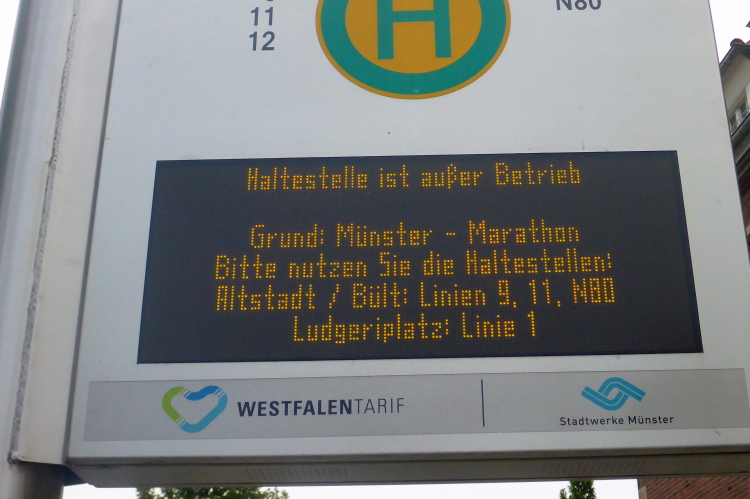 11
12
H
N80
Haltestelle ist außer Betrieb
Grund: Münster - Marathon
Bitte nutzen Sie die Haltestellen:
Altstadt / Bült: Linien 9, 11, N80
Ludgeriplatz: Linie 1
WESTFALENTARIF
Stadtwerke Münster